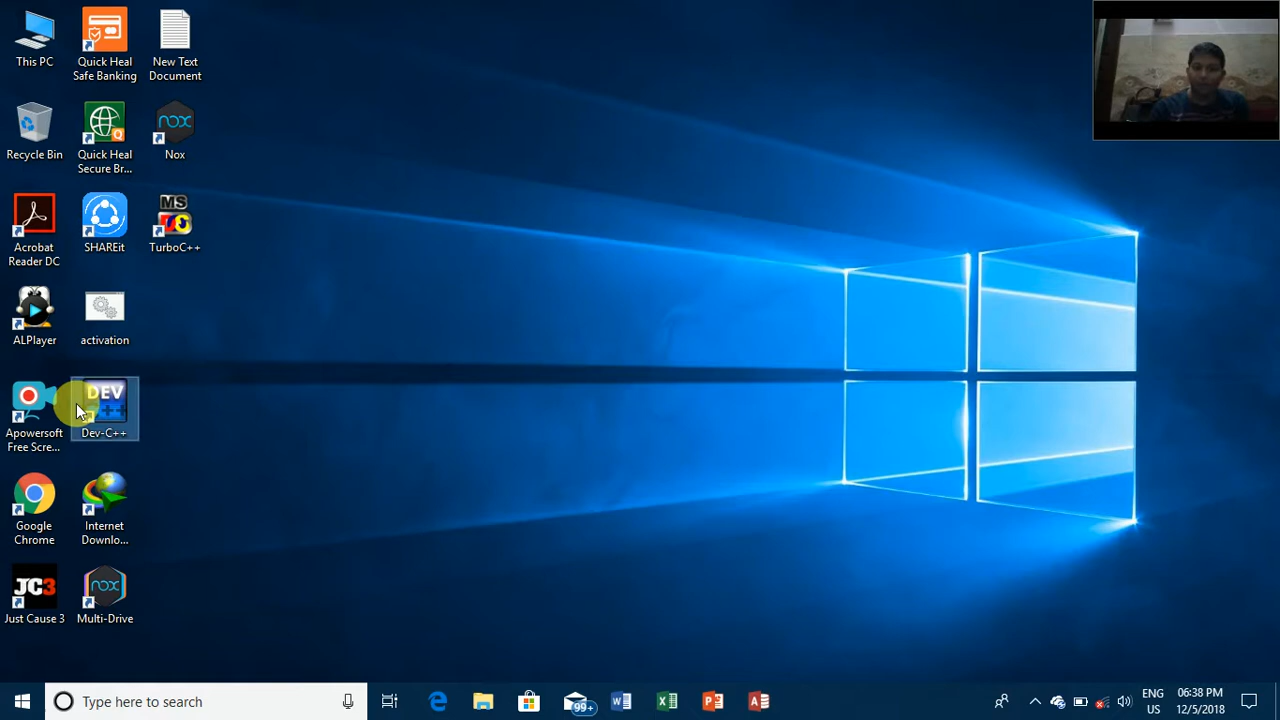 This PC
Quick Heal
Safe Banking
New Text
Document
Recycle Bin
Quick Heal
Secure Br...
nox
Nox
Acrobat
Reader DC
SHAREit
MS
TurboC++
ALPlayer
activation
Apowersoft
Free Scre...
DEV
++
Dev-C++
Google
Chrome
Internet
Downlo...
JC3
Just Cause 3
nox
Multi-Drive
Type here to search
99+
ENG
US
06:38 PM
12/5/2018